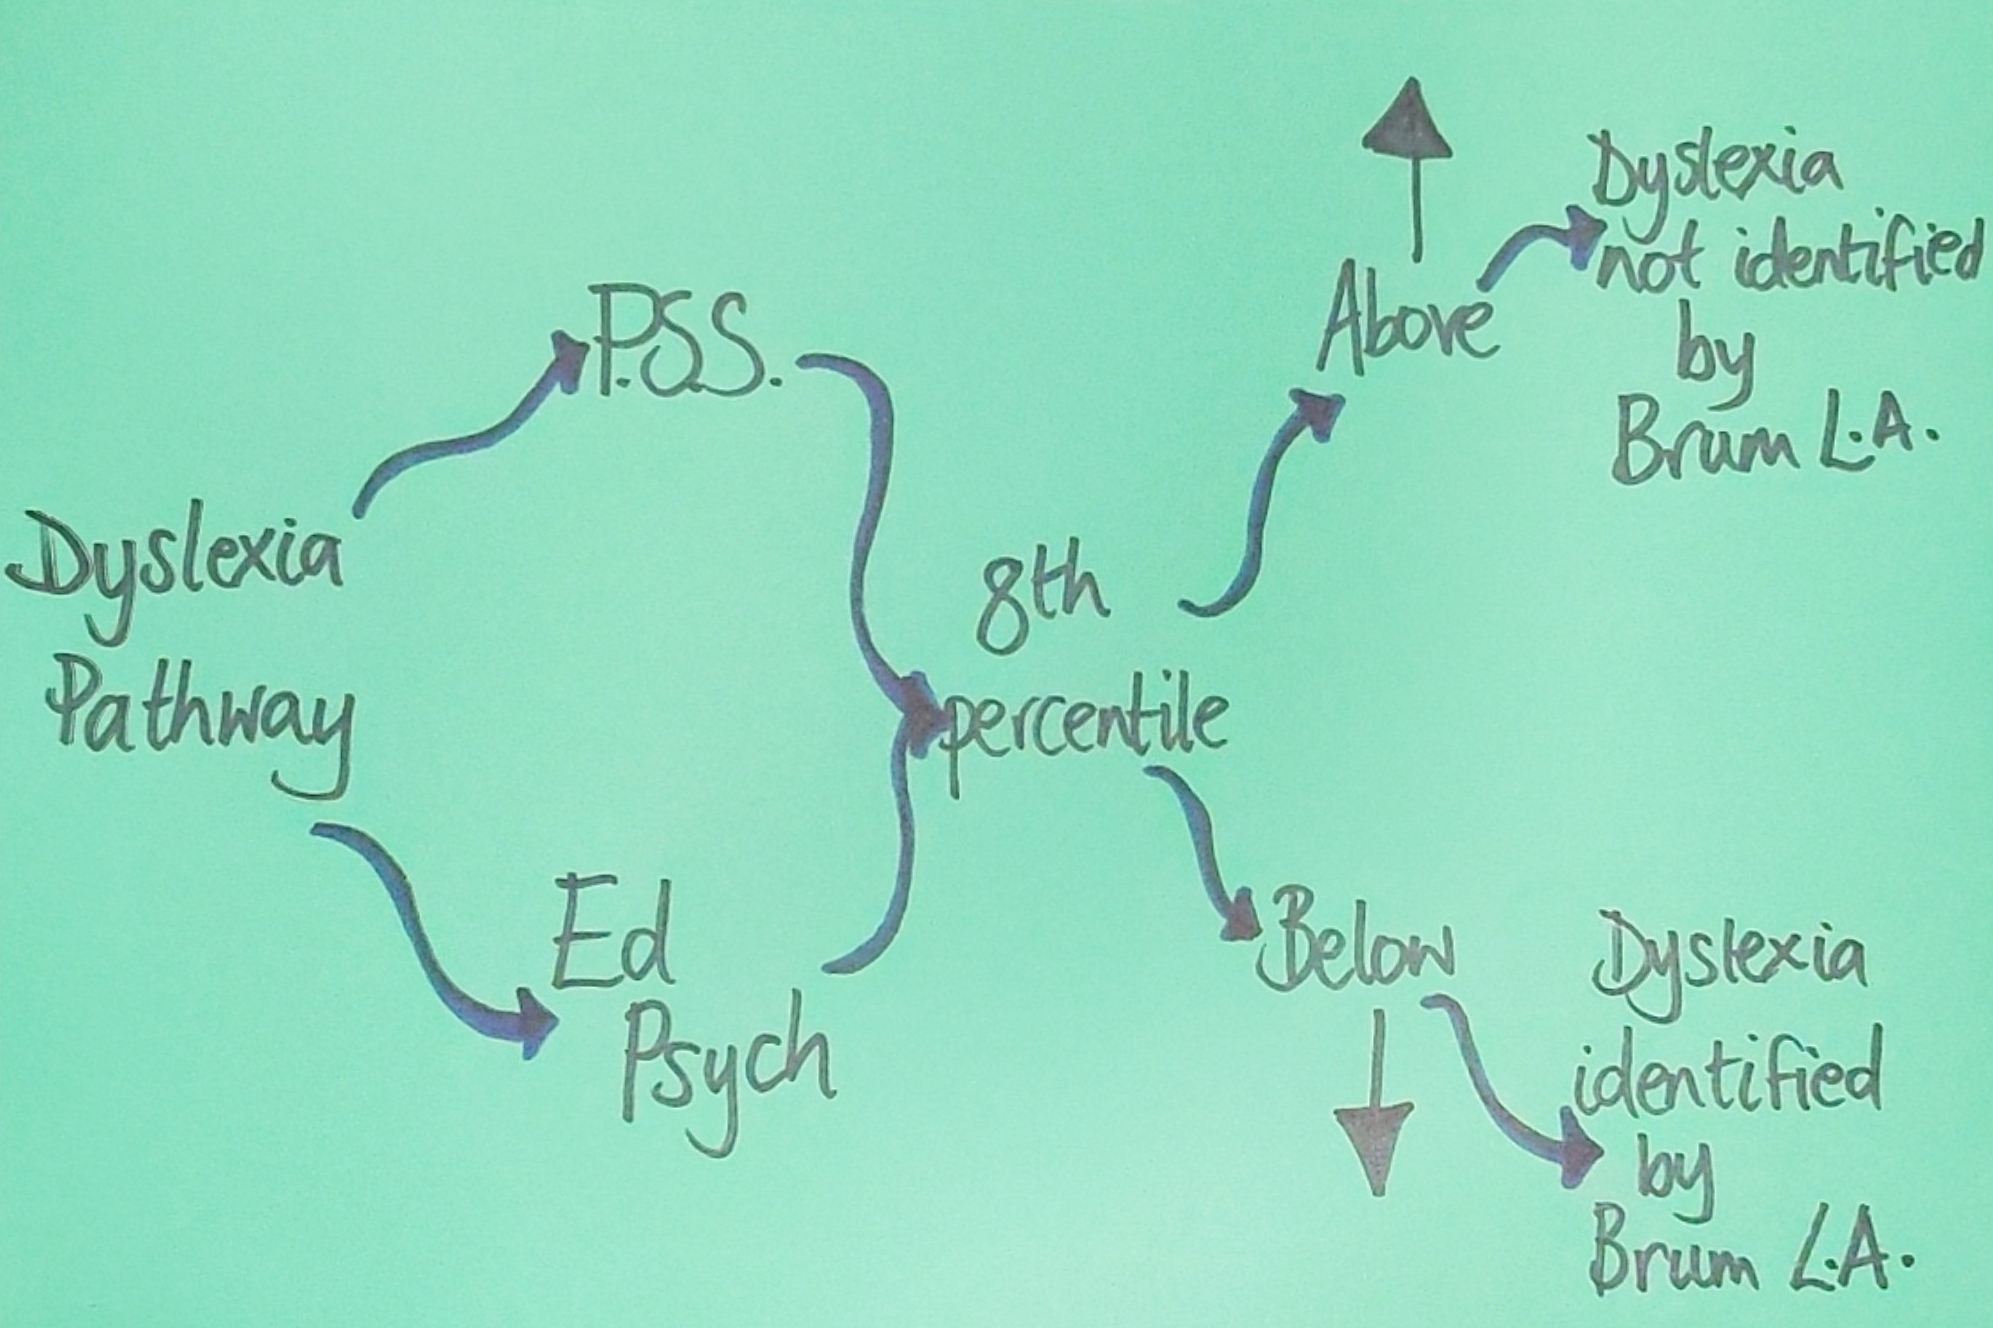 Dyslexia
Pathway
P.S.S.
Ed
Psych
8th
percentile
Above
Dyslexia
not identified
by
Brum L.A.
Below
Dyslexia
identified
by
Brum L.A.